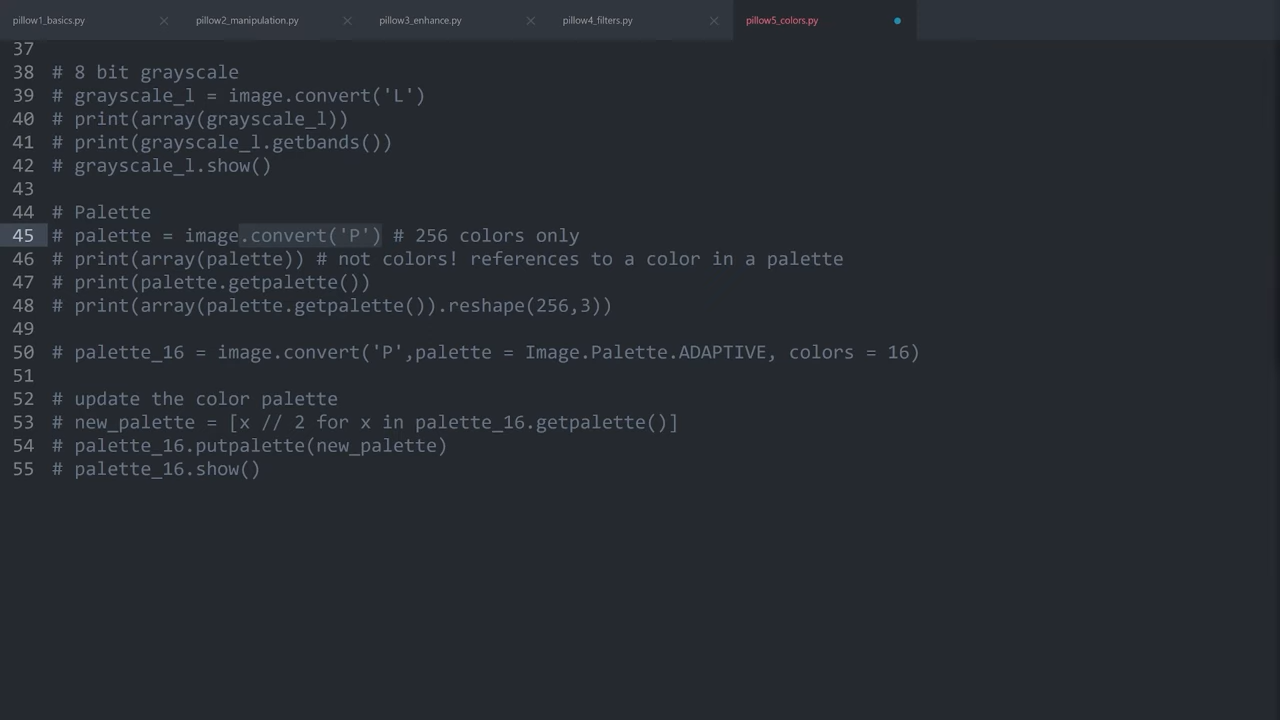 pillow1_basics.py pillow2_manipulation.py pillow3_enhance.py pillow4_filters.py pillow5_colors.py
37
38 # 8 bit grayscale
39 # grayscale_l = image.convert('L')
40 # print(array(grayscale_l))
41 # print(grayscale_l.getbands())
42 # grayscale_l.show()
43
44 # Palette
45 # palette = image.convert('P') # 256 colors only
46 # print(array(palette)) # not colors! references to a color in a palette
47 # print(palette.getpalette())
48 # print(array(palette.getpalette()).reshape(256,3))
49
50 # palette_16 = image.convert('P',palette = Image.Palette.ADAPTIVE, colors = 16)
51
52 # update the color palette
53 # new_palette = [x // 2 for x in palette_16.getpalette()]
54 # palette_16.putpalette(new_palette)
55 # palette_16.show()